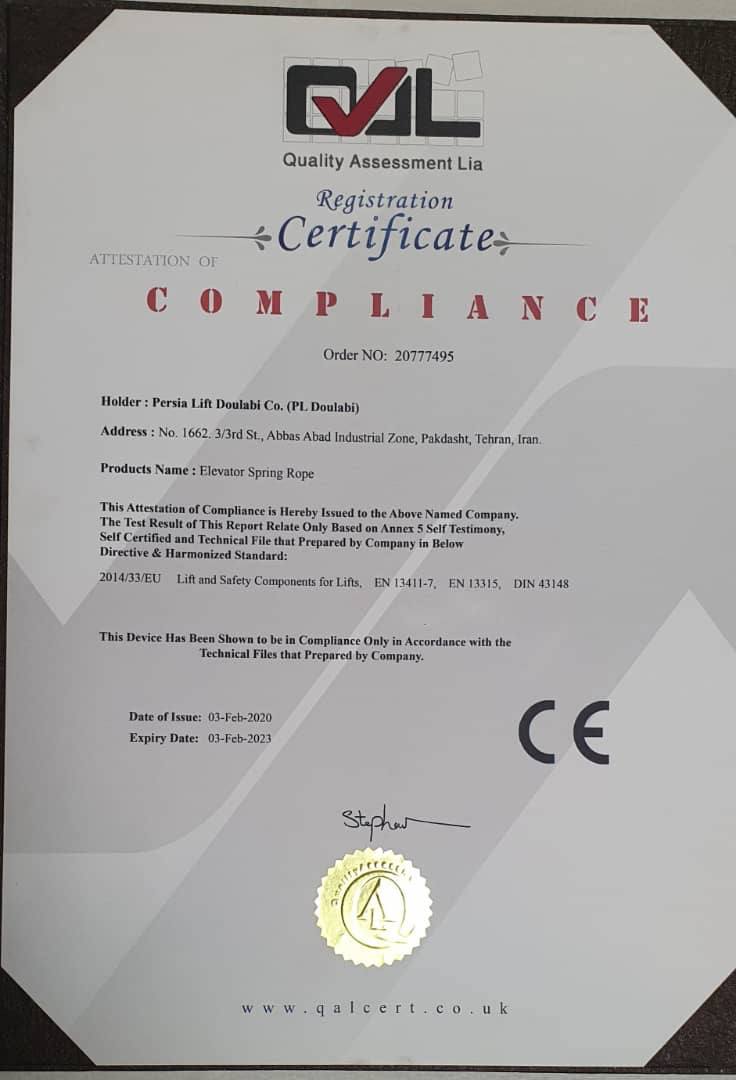 QAL
Quality Assessment Lia
Registration
Certificate
ATTESTATION OF
COMPLIANCE
Order NO: 20777495
Holder : Persia Lift Doulabi Co. (PL Doulabi)
Address : No. 1662. 3/3rd St., Abbas Abad Industrial Zone, Pakdasht, Tehran, Iran.
Products Name : Elevator Spring Rope
This Attestation of Compliance is Hereby Issued to the Above Named Company.
The Test Result of This Report Relate Only Based on Annex 5 Self Testimony,
Self Certified and Technical File that Prepared by Company in Below
Directive & Harmonized Standard:
2014/33/EU Lift and Safety Components for Lifts, EN 13411-7, EN 13315, DIN 43148
This Device Has Been Shown to be in Compliance Only in Accordance with the
Technical Files that Prepared by Company.
Date of Issue: 03-Feb-2020
Expiry Date: 03-Feb-2023
CE
www.qalcert.co.uk